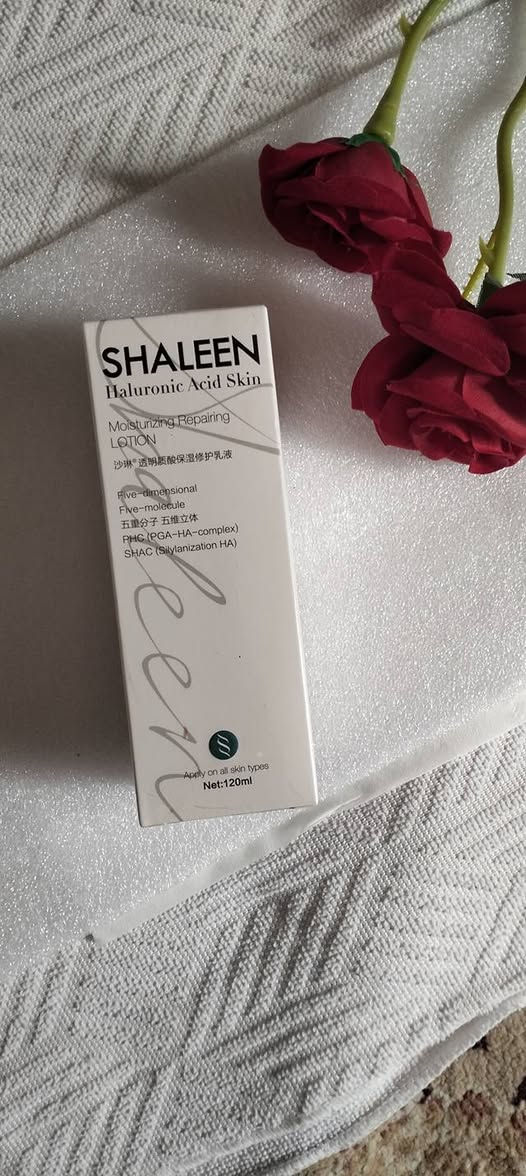 SHALEEN
Haluronic Acid Skin
Moisturizing Repairing
LOTION
沙琳® 透明质酸保湿修护乳液
Five-dimensional
Five-molecule
五重分子 五维立体
PHC (PGA-HA-complex)
SHAC (Silylanization HA)
Shaleen
Apply on all skin types
Net:120ml